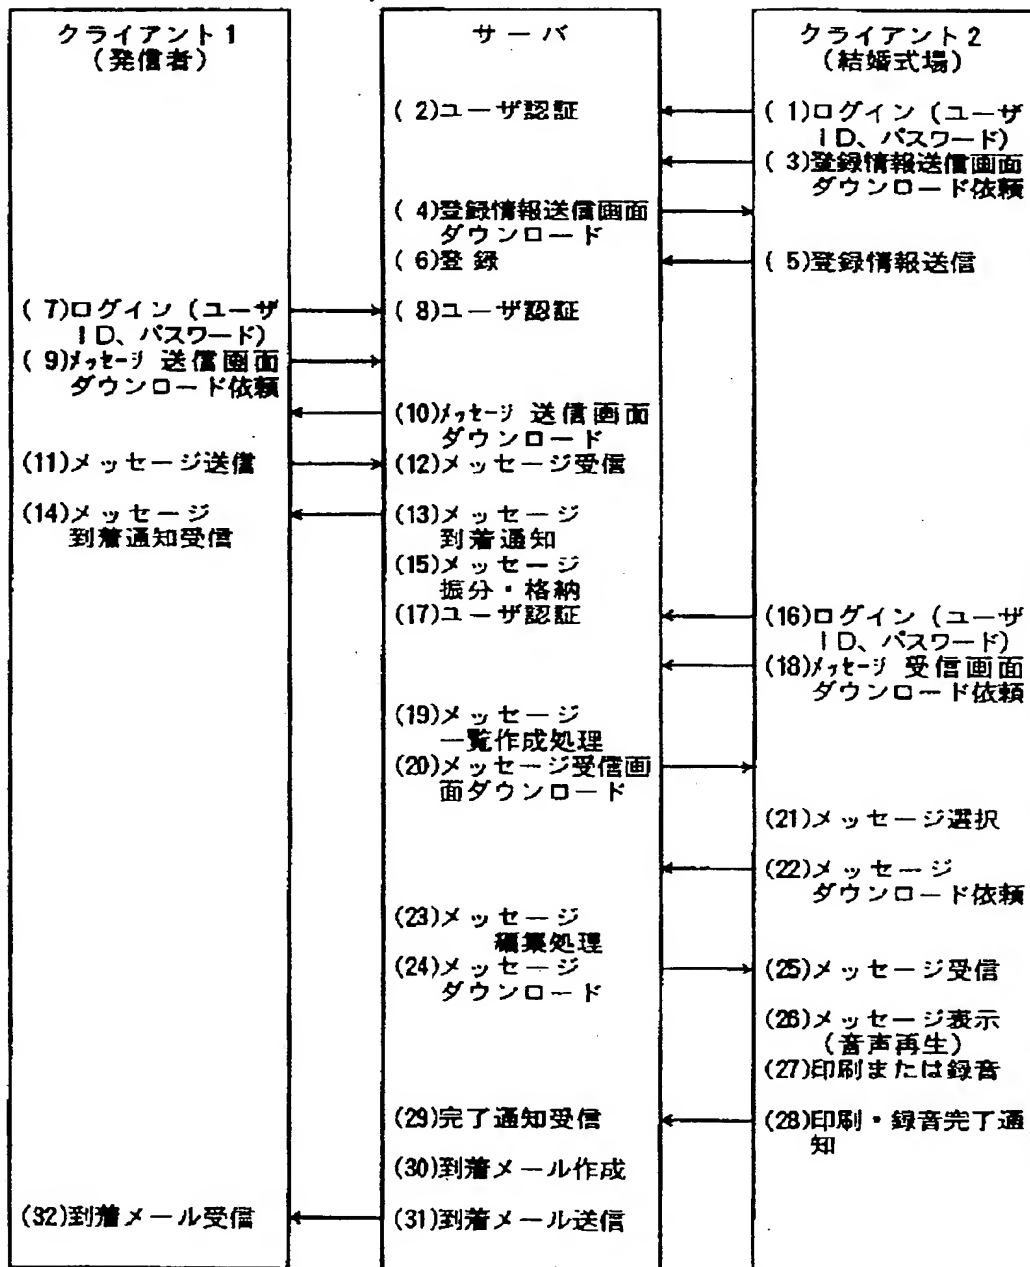 クライアント1
(発信者)
サーバ
クライアント2
(結婚式場)
( 1)ログイン (ユーザ
ID、パスワード)
( 2)ユーザ認証
( 3)登録情報送信画面
ダウンロード依頼
( 4)登録情報送信画面
ダウンロード
( 5)登録情報送信
( 6)登録
( 7)ログイン (ユーザ
ID、パスワード)
( 8)ユーザ認証
( 9)メッセージ 送信画面
ダウンロード依頼
(10)メッセージ 送信画面
ダウンロード
(11)メッセージ送信
(12)メッセージ受信
(13)メッセージ
到着通知
(14)メッセージ
到着通知受信
(15)メッセージ
振分・格納
(16)ログイン (ユーザ
ID、パスワード)
(17)ユーザ認証
(18)メッセージ 受信画面
ダウンロード依頼
(19)メッセージ
一覧作成処理
(20)メッセージ受信画
面ダウンロード
(21)メッセージ選択
(22)メッセージ
ダウンロード依頼
(23)メッセージ
編集処理
(24)メッセージ
ダウンロード
(25)メッセージ受信
(26)メッセージ表示
(音声再生)
(27)印刷または録音
(28)印刷・録音完了通
知
(29)完了通知受信
(30)到着メール作成
(31)到着メール送信
(32)到着メール受信